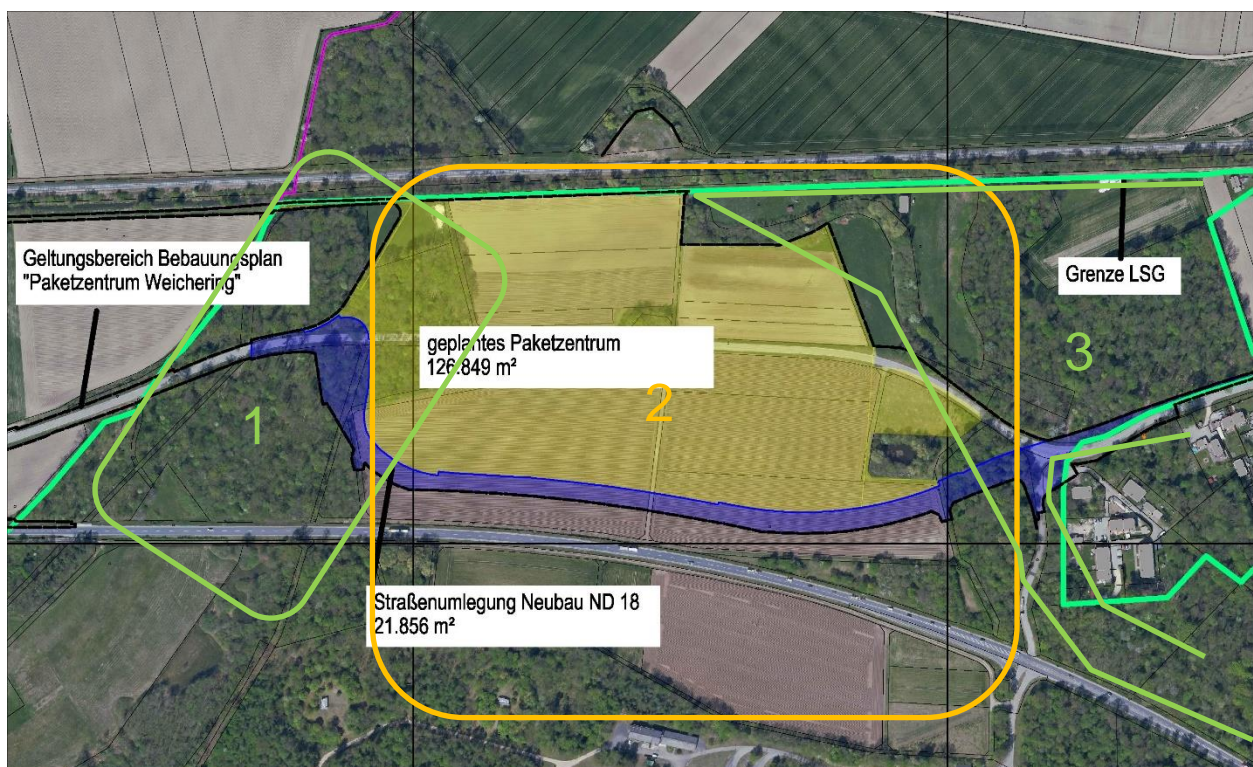 Geltungsbereich Bebauungsplan
"Paketzentrum Weichering"
Grenze LSG
geplantes Paketzentrum
126.849 m²
1
2
3
Straßenumlegung Neubau ND 18
21.856 m²